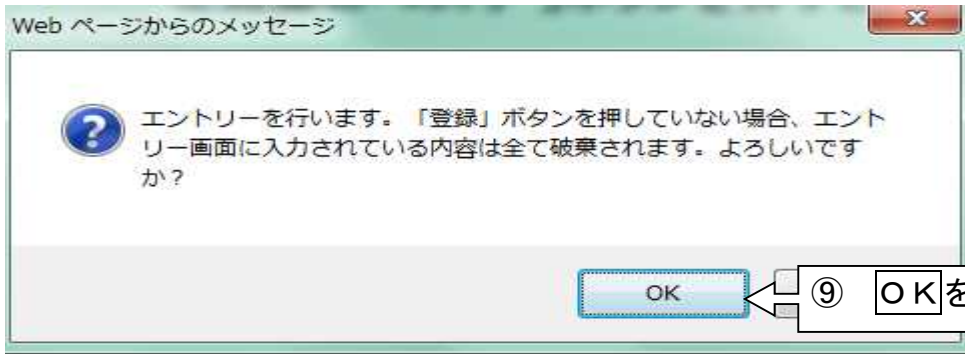 Web ページからのメッセージ
エントリーを行います。「登録」ボタンを押していない場合、エント
リー画面に入力されている内容は全て破棄されます。よろしいです
か？
OK
⑨ ＯＫを